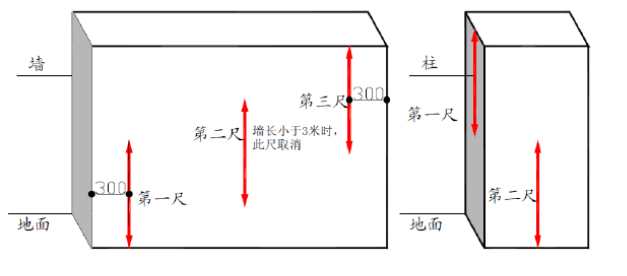 墙
300
第三尺
第二尺
墙长小于3米时，
此尺取消
300
第一尺
地面
柱
第一尺
第二尺
地面